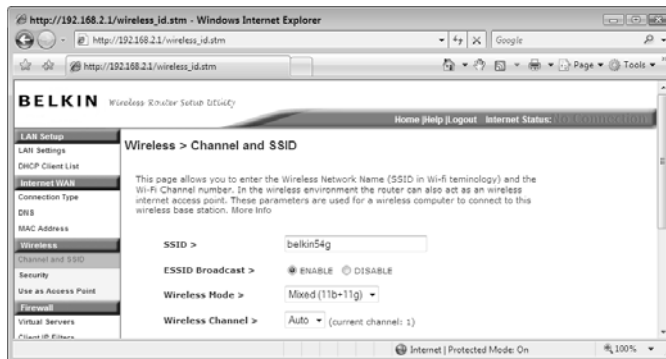 http://192.168.2.1/wireless_id.stm - Windows Internet Explorer
http://192.168.2.1/wireless_id.stm
Google
http://192.168.2.1/wireless_id.stm
Page
Tools
BELKIN Wireless Router Setup Utility
Home |Help |Logout Internet Status: No Connection
LAN Setup
LAN Settings
DHCP Client List
Internet WAN
Connection Type
DNS
MAC Address
Wireless
Channel and SSID
Security
Use as Access Point
Firewall
Virtual Servers
Client IP Filters
Wireless > Channel and SSID
This page allows you to enter the Wireless Network Name (SSID in Wi-fi teminology) and the
Wi-Fi Channel number. In the wireless environment the router can also act as an wireless
internet access point. These parameters are used for a wireless computer to connect to this
wireless base station. More Info
SSID > belkin54g
ESSID Broadcast > ENABLE DISABLE
Wireless Mode > Mixed (11b+11g)
Wireless Channel > Auto (current channel: 1)
Internet | Protected Mode: On 100%